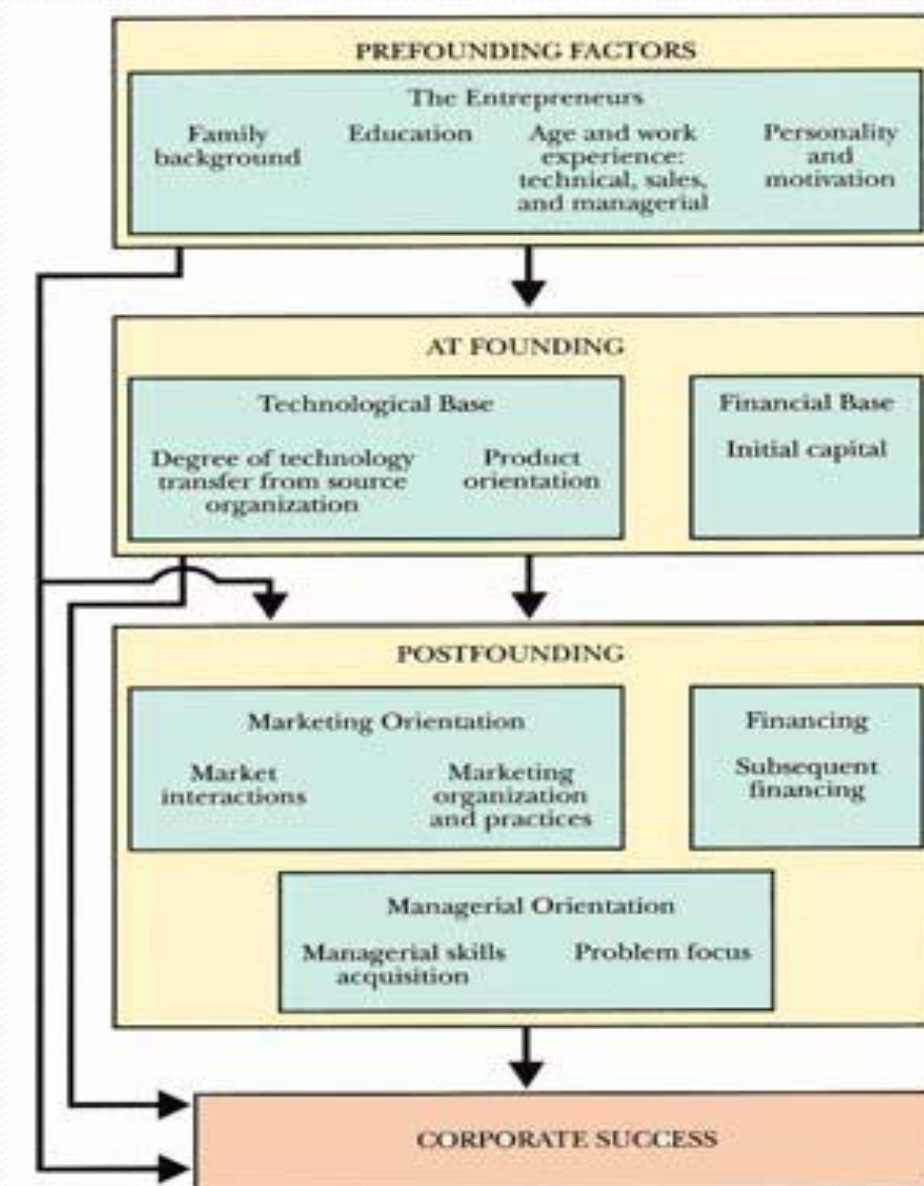 PREFOUNDING FACTORS
The Entrepreneurs
Family
background
Education
Age and work
experience:
technical, sales,
and managerial
Personality
and
motivation
AT FOUNDING
Technological Base
Degree of technology
transfer from source
organization
Product
orientation
Financial Base
Initial capital
POSTFOUNDING
Marketing Orientation
Market
interactions
Marketing
organization
and practices
Financing
Subsequent
financing
Managerial Orientation
Managerial skills
acquisition
Problem focus
CORPORATE SUCCESS